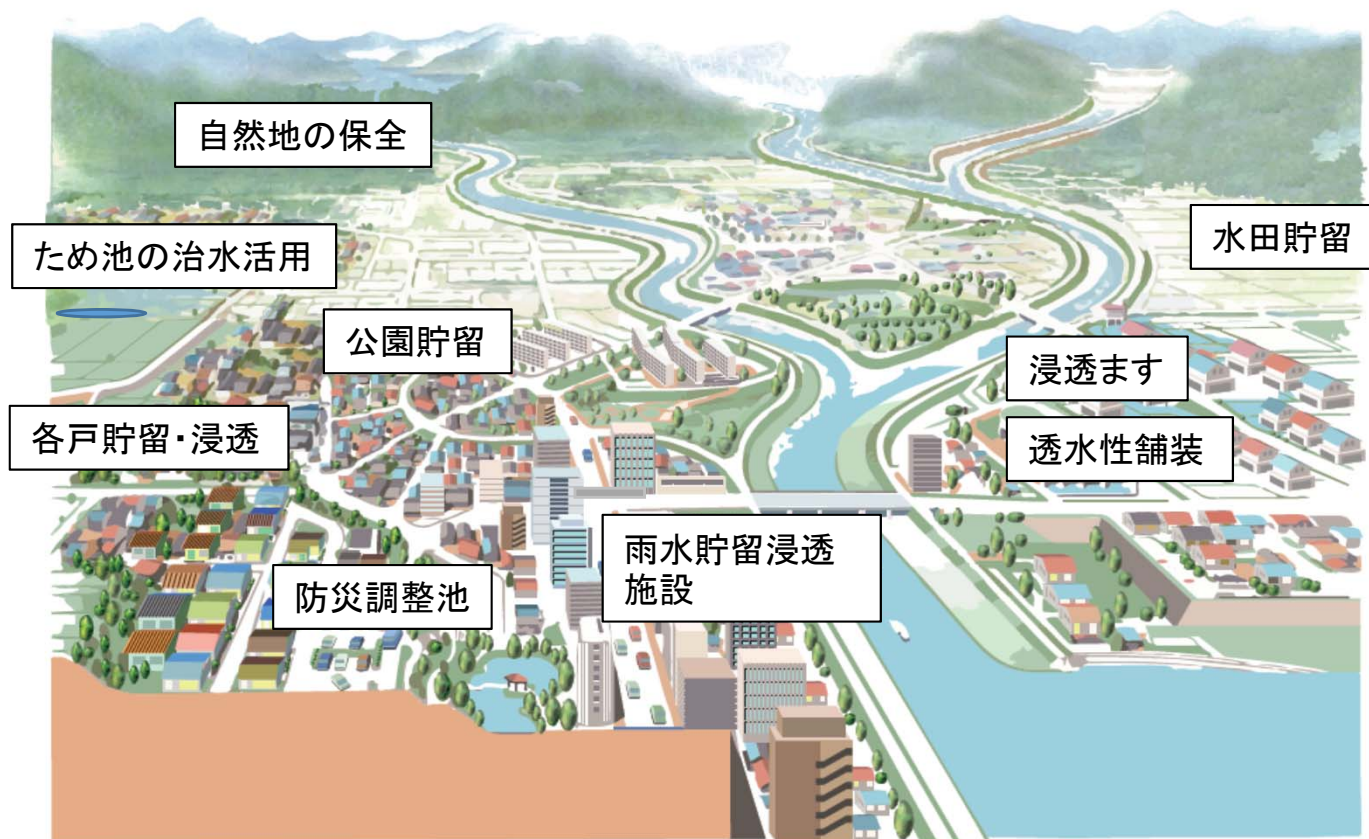 自然地の保全
ため池の治水活用
水田貯留
公園貯留
浸透ます
各戸貯留・浸透
透水性舗装
雨水貯留浸透
施設
防災調整池